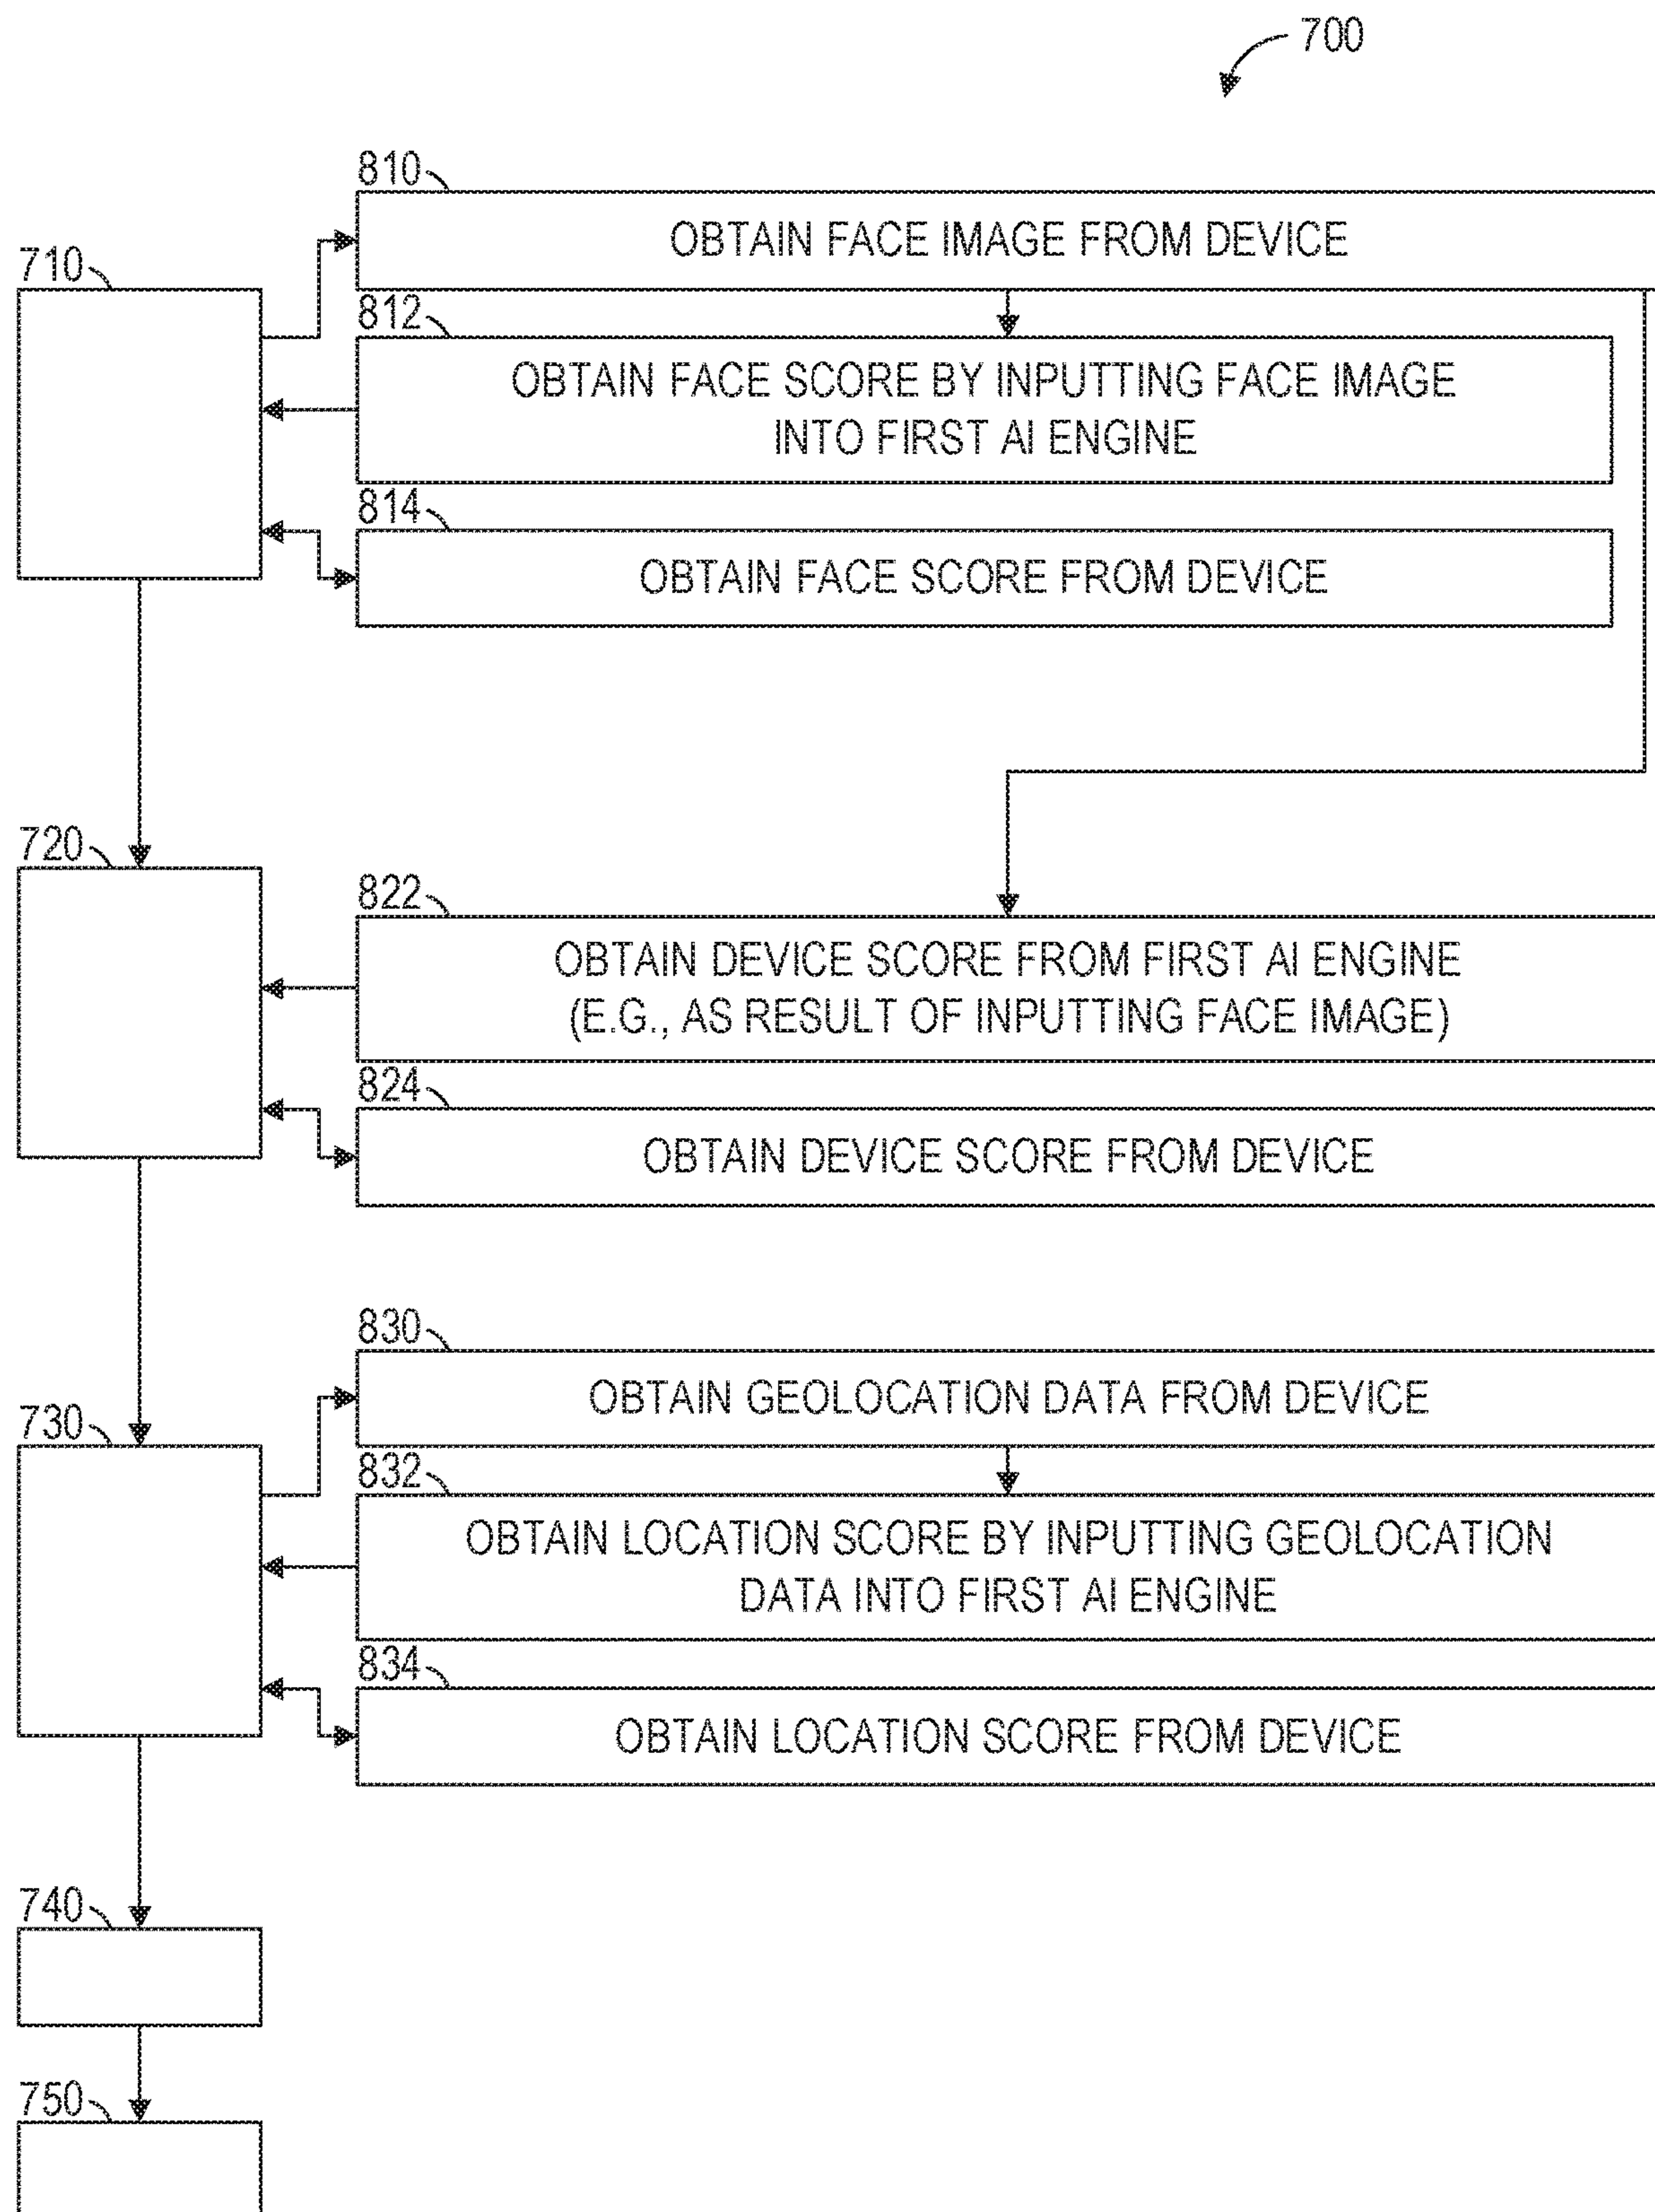 700
810
OBTAIN FACE IMAGE FROM DEVICE
710
812
OBTAIN FACE SCORE BY INPUTTING FACE IMAGE
INTO FIRST AI ENGINE
814
OBTAIN FACE SCORE FROM DEVICE
720
822
OBTAIN DEVICE SCORE FROM FIRST AI ENGINE
(E.G., AS RESULT OF INPUTTING FACE IMAGE)
824
OBTAIN DEVICE SCORE FROM DEVICE
830
OBTAIN GEOLOCATION DATA FROM DEVICE
730
832
OBTAIN LOCATION SCORE BY INPUTTING GEOLOCATION
DATA INTO FIRST AI ENGINE
834
OBTAIN LOCATION SCORE FROM DEVICE
740
750